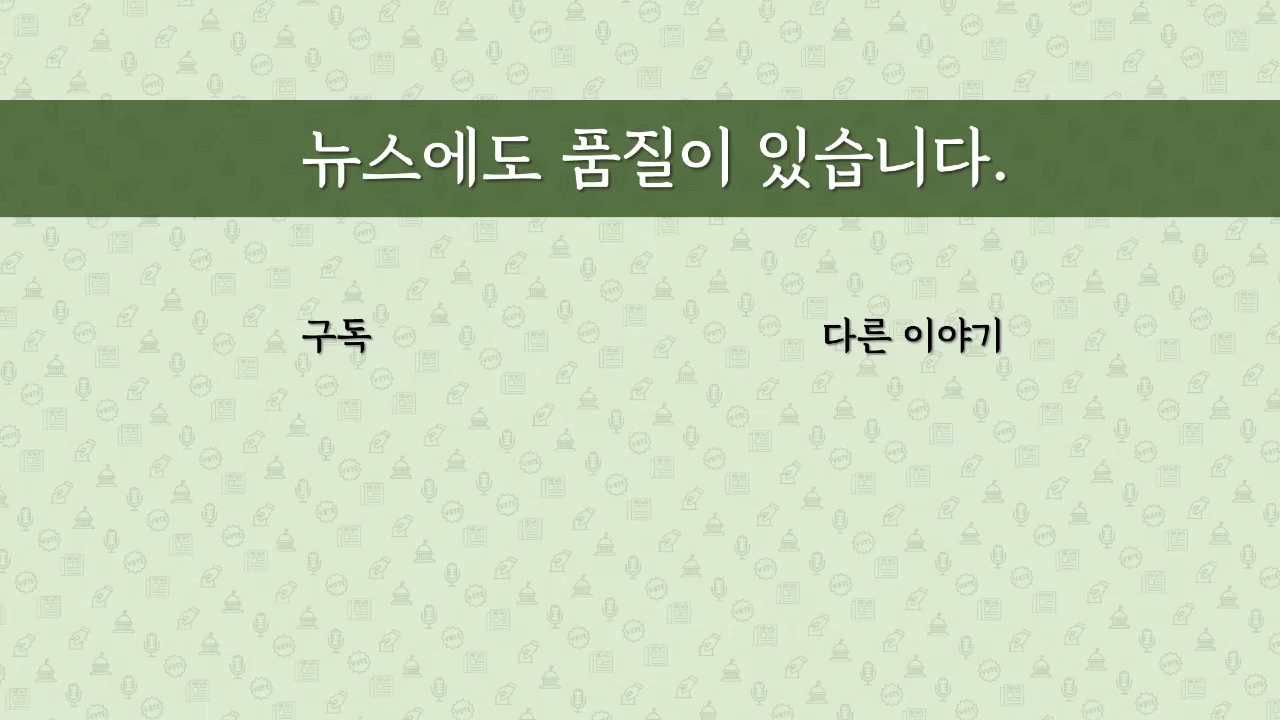 뉴스에도 품질이 있습니다.
구독
다른 이야기